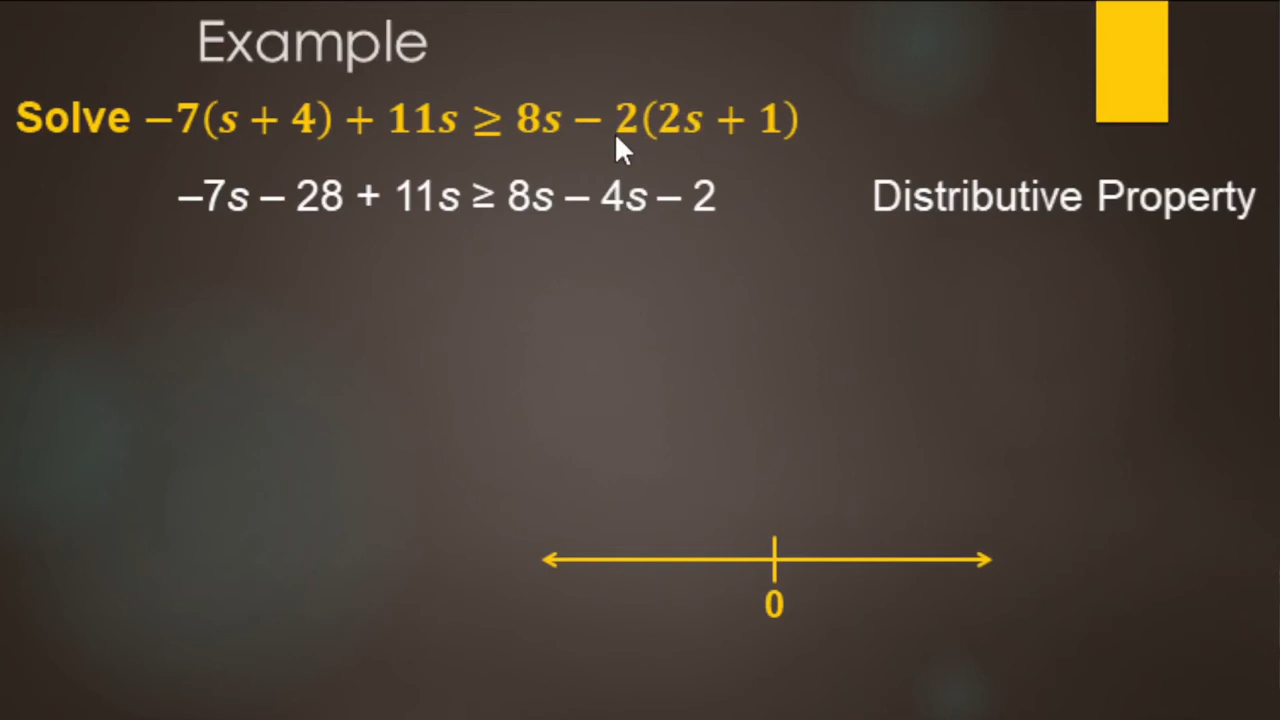 Example
Solve −7(s + 4) + 11s ≥ 8s − 2(2s + 1)
–7s – 28 + 11s ≥ 8s – 4s – 2 Distributive Property
0